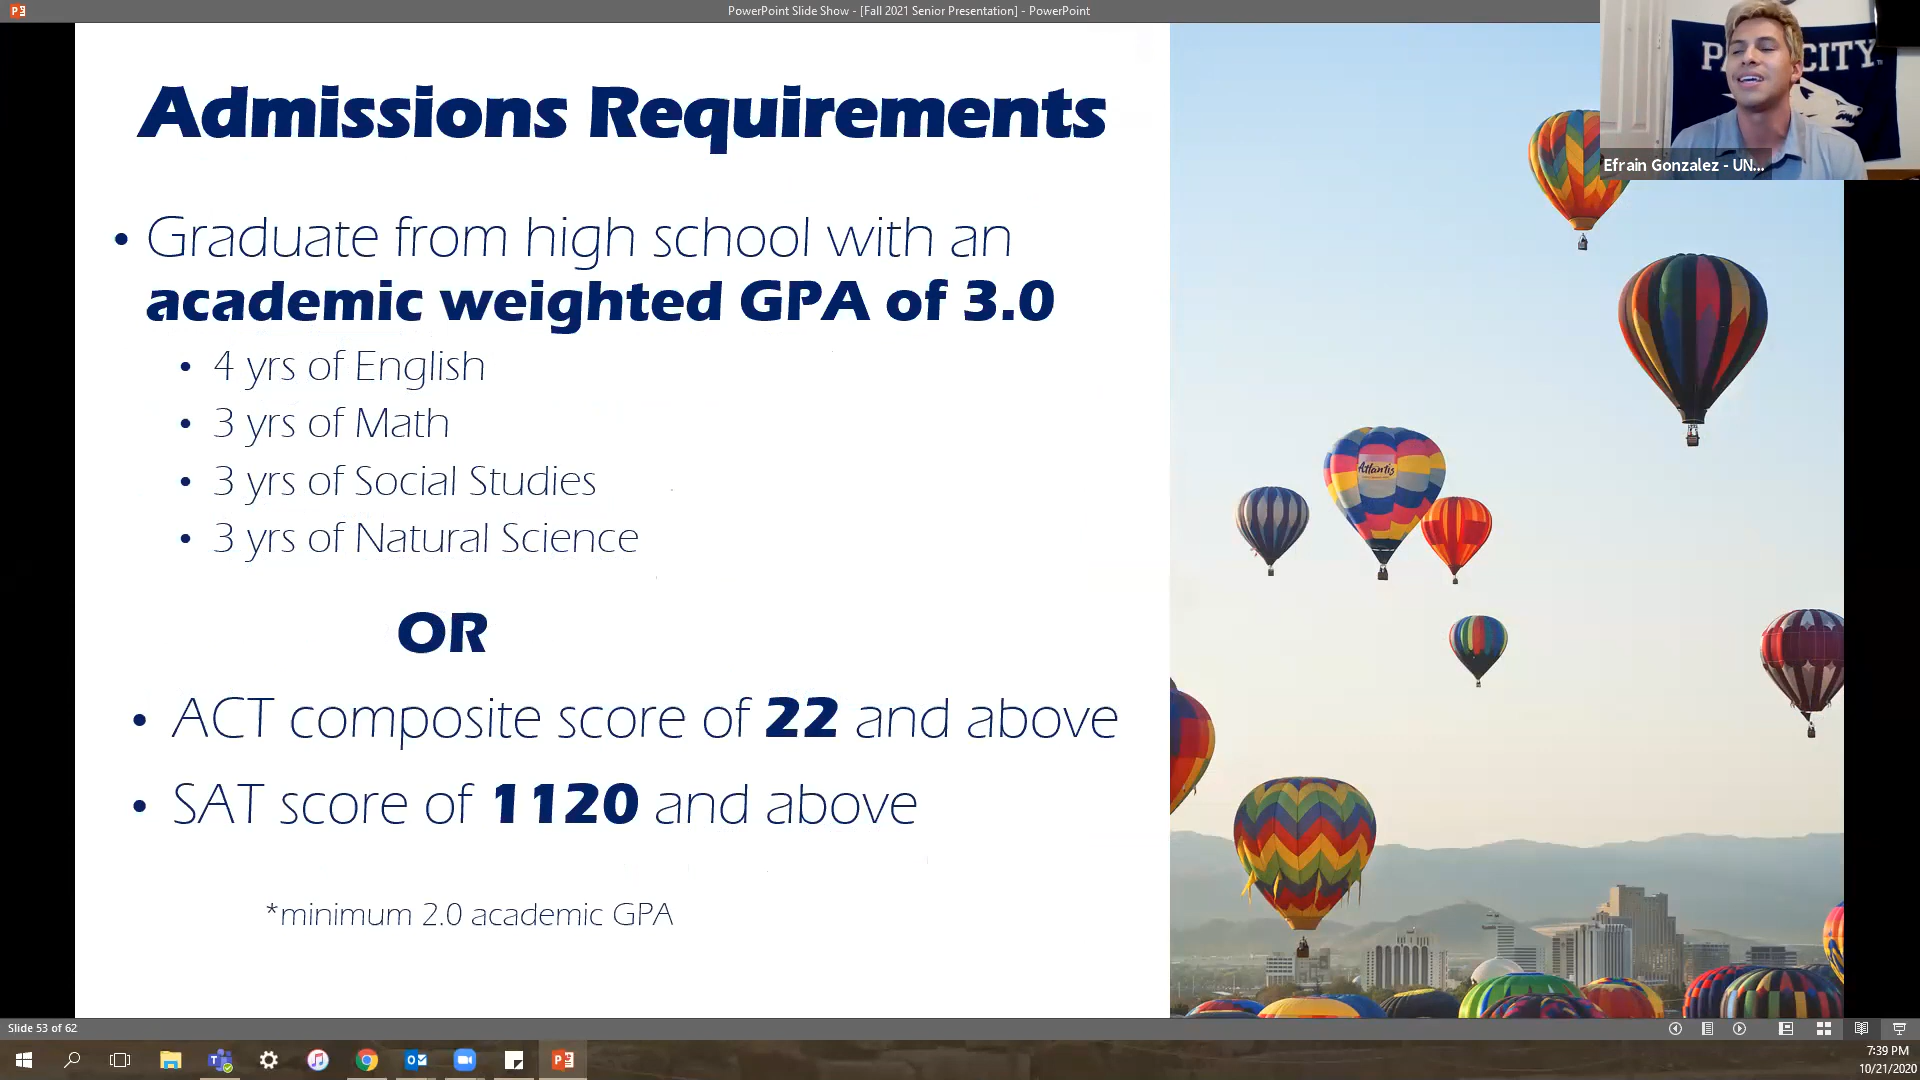 PowerPoint Slide Show - [Fall 2021 Senior Presentation] - PowerPoint
Admissions Requirements
• Graduate from high school with an
academic weighted GPA of 3.0
• 4 yrs of English
• 3 yrs of Math
• 3 yrs of Social Studies
• 3 yrs of Natural Science
OR
• ACT composite score of 22 and above
• SAT score of 1120 and above
*minimum 2.0 academic GPA
Atlantis
CITY
Efrain Gonzalez - UN...
Slide 53 of 62
7:39 PM
10/21/2020